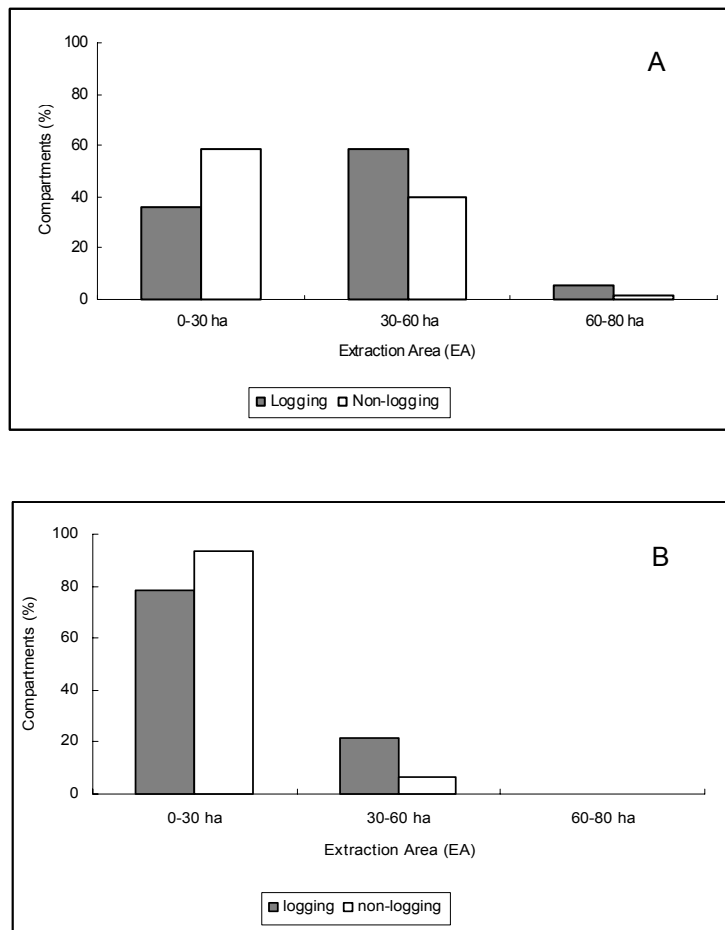 A
100
80
60
40
20
0
Compartments (%)
0-30 ha 30-60 ha 60-80 ha
Extraction Area (EA)
Logging Non-logging
B
100
80
60
40
20
0
Compartments (%)
0-30 ha 30-60 ha 60-80 ha
Extraction Area (EA)
logging non-logging